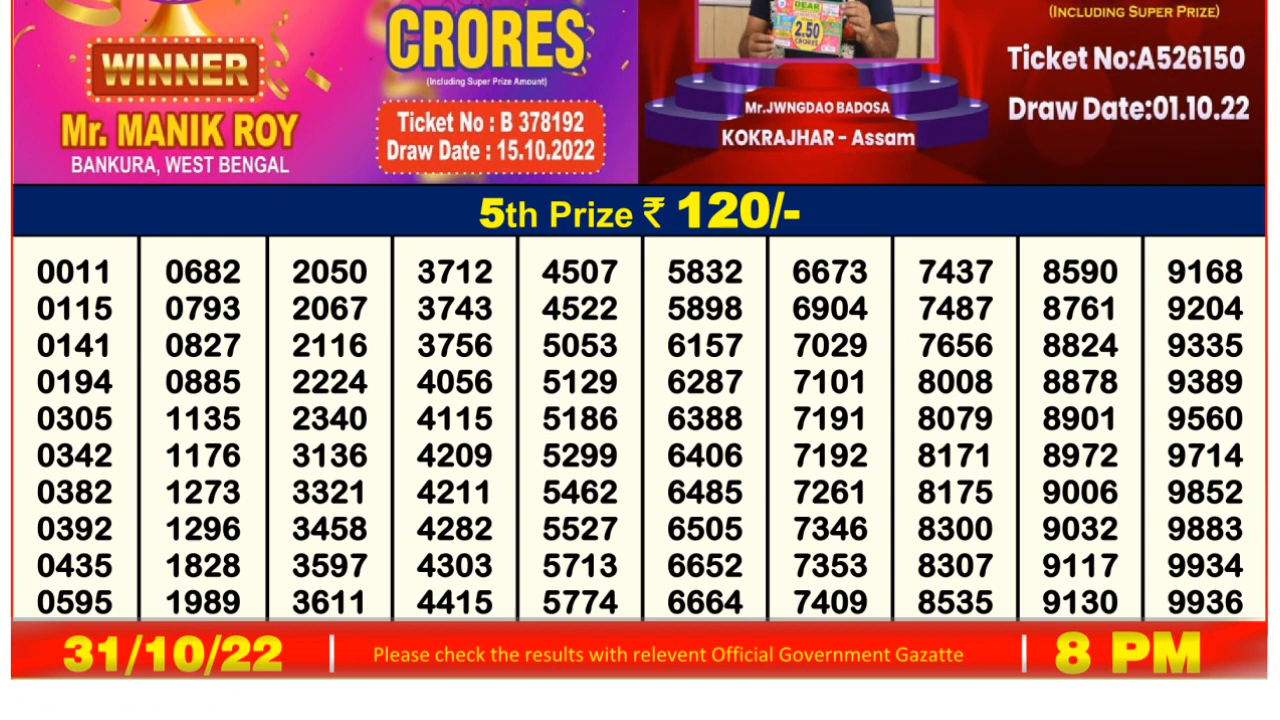 WINNER
Mr. MANIK ROY
BANKURA, WEST BENGAL
CRORES
(Including Super Prize Amount)
Ticket No : B 378192
Draw Date : 15.10.2022
DEAR
2.50
CRORES
Mr.JWNGDAO BADOSA
KOKRAJHAR - Assam
(INCLUDING SUPER PRIZE)
Ticket No:A526150
Draw Date:01.10.22
5th Prize ₹ 120/-
0011 0682 2050 3712 4507 5832 6673 7437 8590 9168
0115 0793 2067 3743 4522 5898 6904 7487 8761 9204
0141 0827 2116 3756 5053 6157 7029 7656 8824 9335
0194 0885 2224 4056 5129 6287 7101 8008 8878 9389
0305 1135 2340 4115 5186 6388 7191 8079 8901 9560
0342 1176 3136 4209 5299 6406 7192 8171 8972 9714
0382 1273 3321 4211 5462 6485 7261 8175 9006 9852
0392 1296 3458 4282 5527 6505 7346 8300 9032 9883
0435 1828 3597 4303 5713 6652 7353 8307 9117 9934
0595 1989 3611 4415 5774 6664 7409 8535 9130 9936
31/10/22 Please check the results with relevent Official Government Gazatte 8 PM